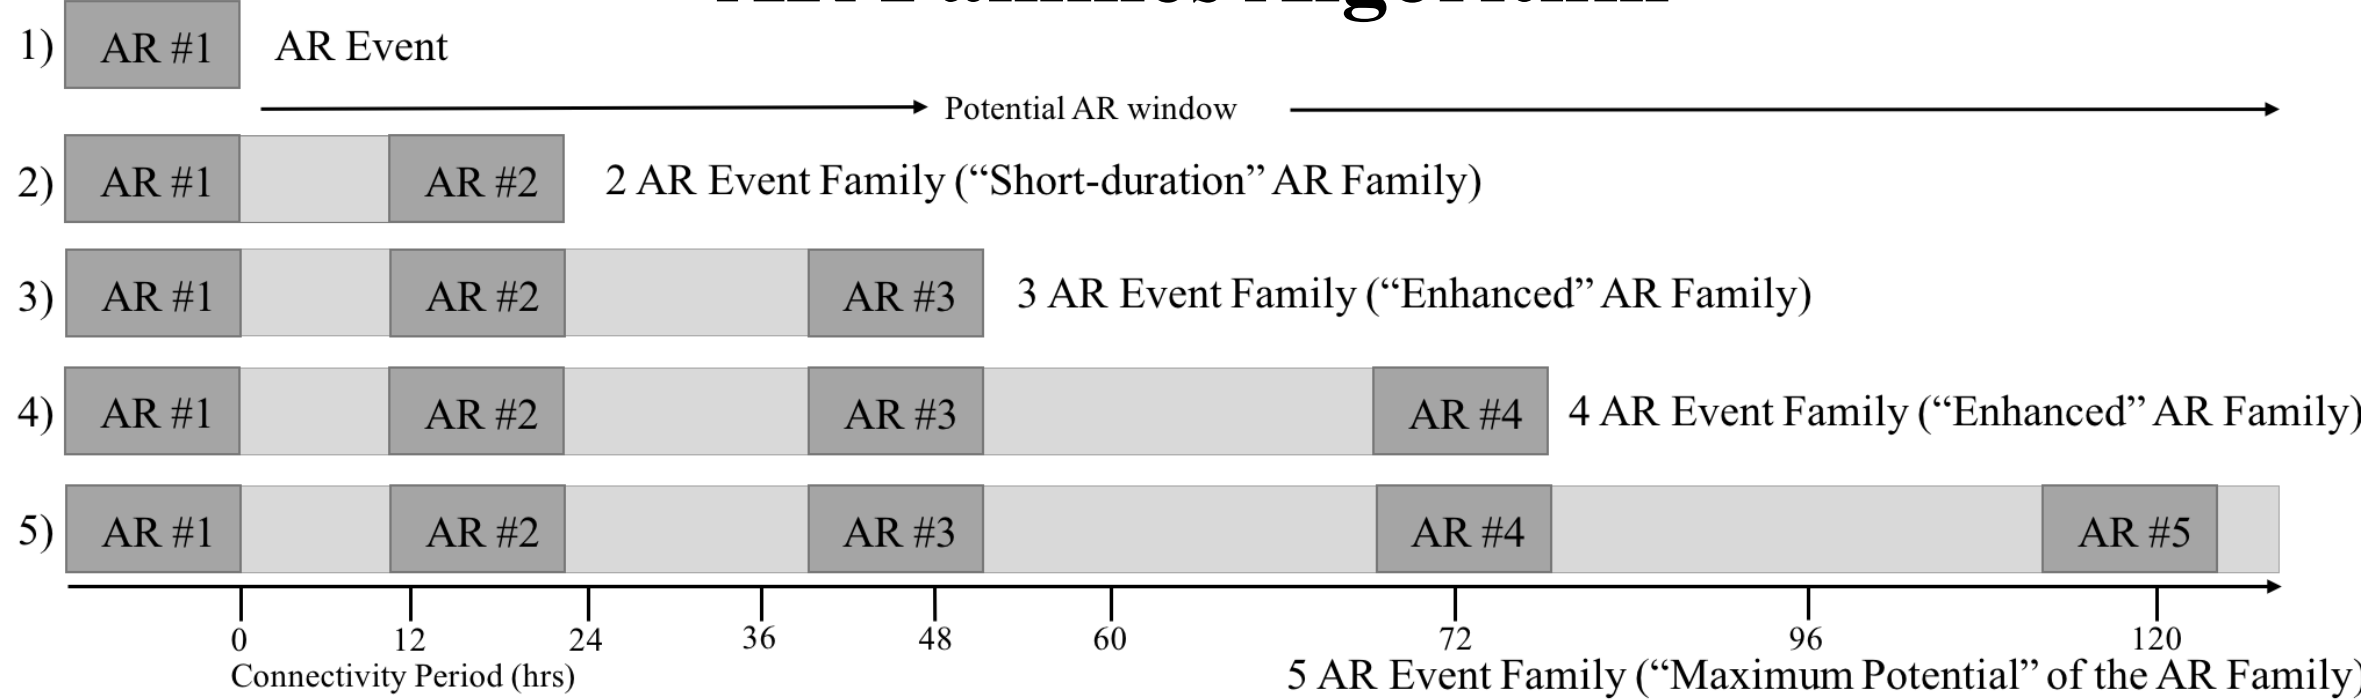 1) AR #1 AR Event
Potential AR window
2) AR #1 AR #2 2 AR Event Family (“Short-duration” AR Family)
3) AR #1 AR #2 AR #3 3 AR Event Family (“Enhanced” AR Family)
4) AR #1 AR #2 AR #3 AR #4 4 AR Event Family (“Enhanced” AR Family)
5) AR #1 AR #2 AR #3 AR #4 AR #5
0 12 24 36 48 60 72 96 120
Connectivity Period (hrs)
5 AR Event Family (“Maximum Potential” of the AR Family)